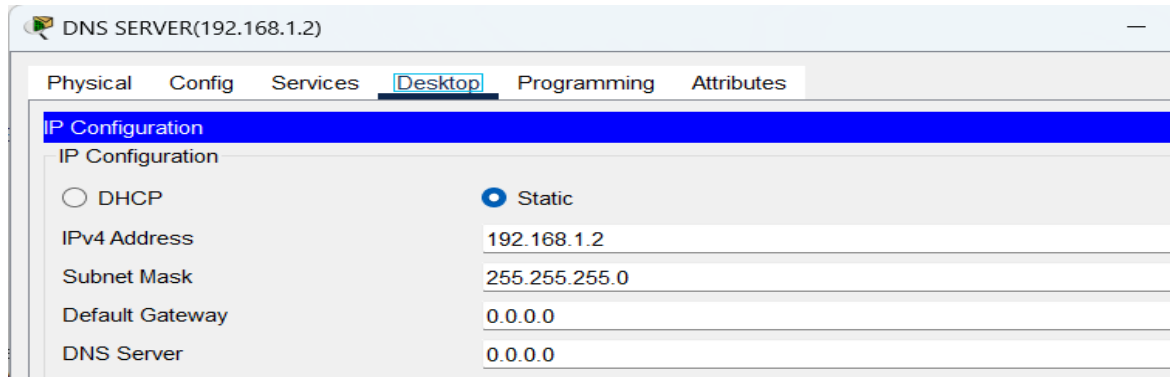 DNS SERVER(192.168.1.2)
Physical Config Services Desktop Programming Attributes
IP Configuration
IP Configuration
DHCP Static
IPv4 Address 192.168.1.2
Subnet Mask 255.255.255.0
Default Gateway 0.0.0.0
DNS Server 0.0.0.0